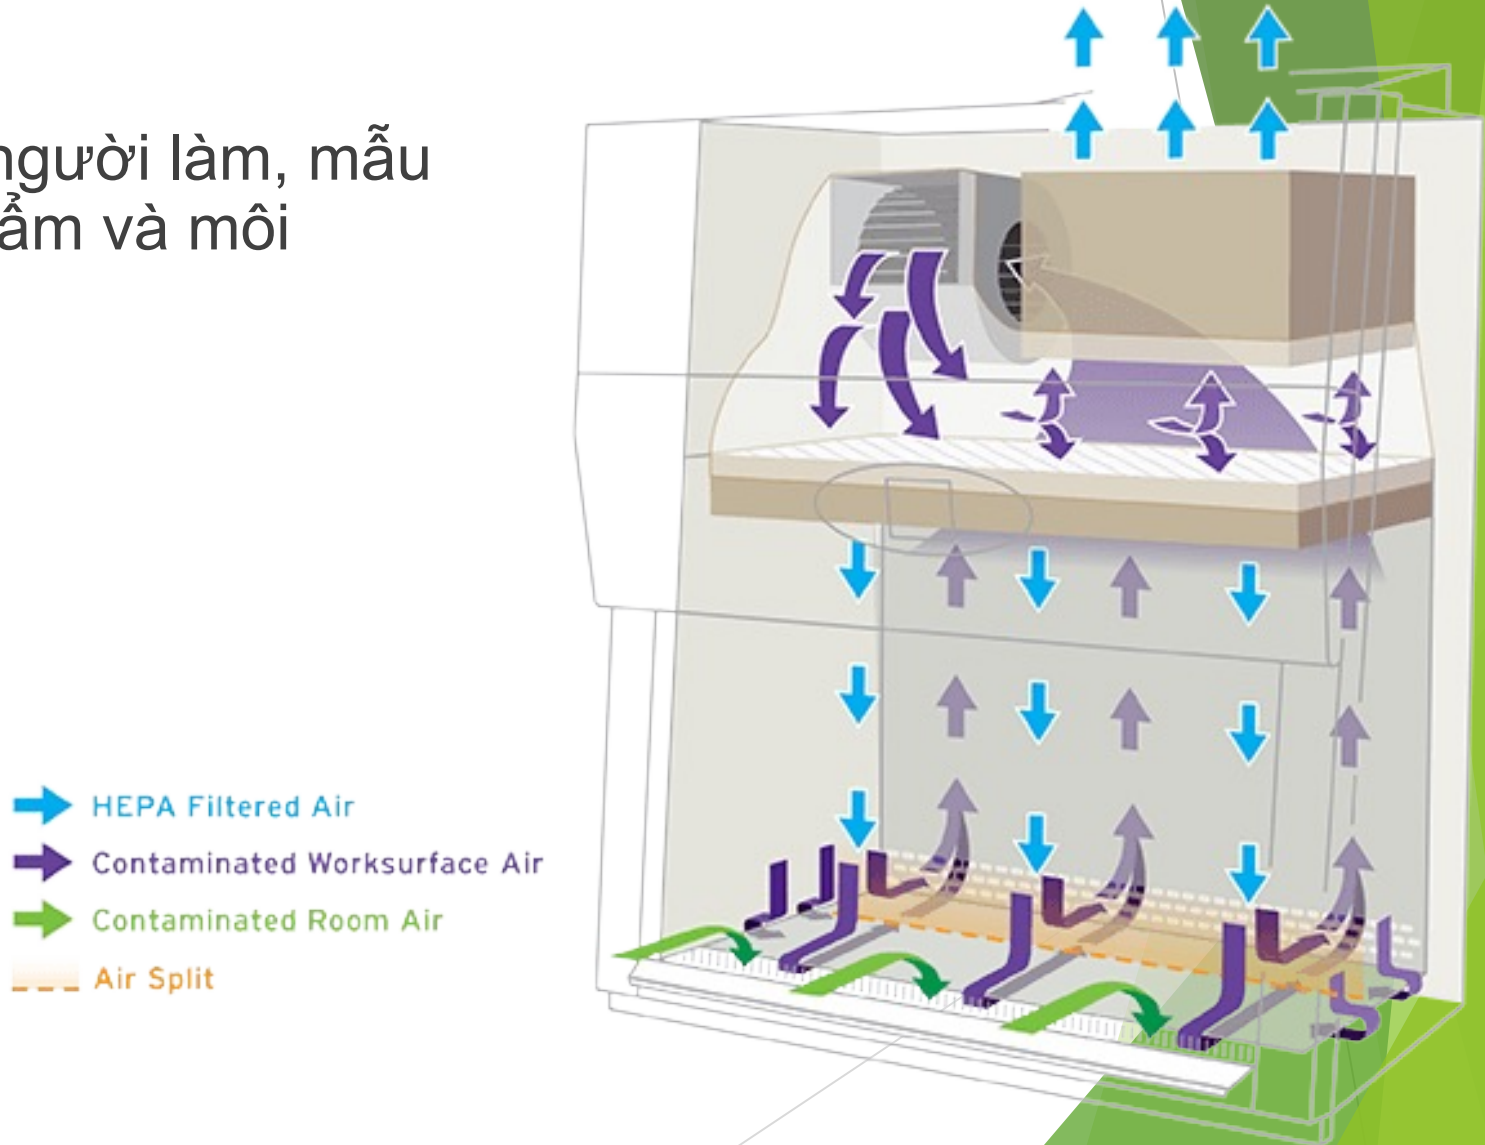 người làm, mẫu
ẩm và môi
HEPA Filtered Air
Contaminated Worksurface Air
Contaminated Room Air
Air Split